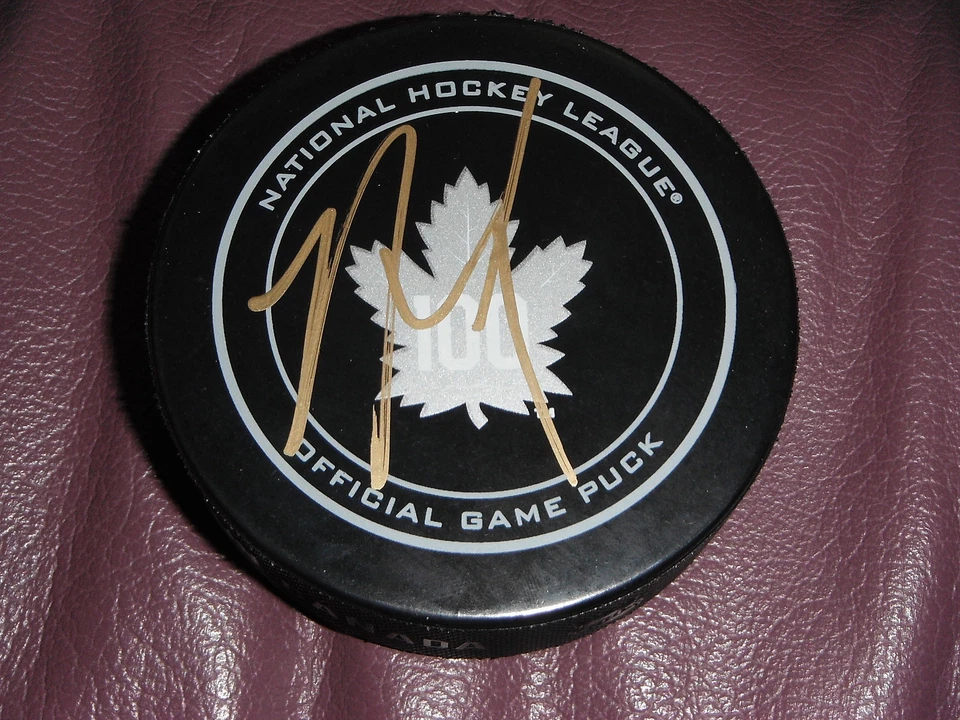 NATIONAL HOCKEY LEAGUE®
100
OFFICIAL GAME PUCK